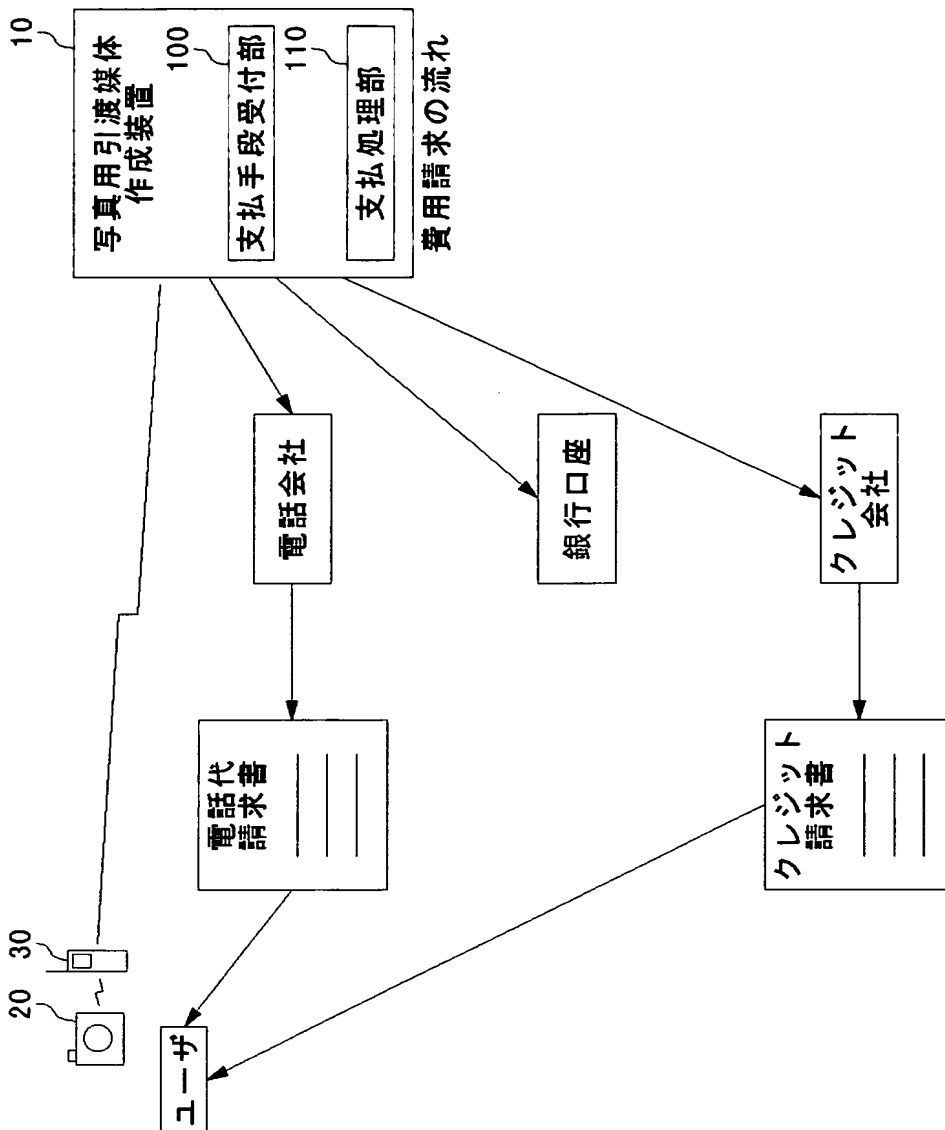 20
30
10
写真用引渡媒体
作成装置
100
支払手段受付部
110
支払処理部
費用請求の流れ
ユーザ
電話代
請求書
電話会社
銀行口座
クレジット
請求書
クレジット
会社